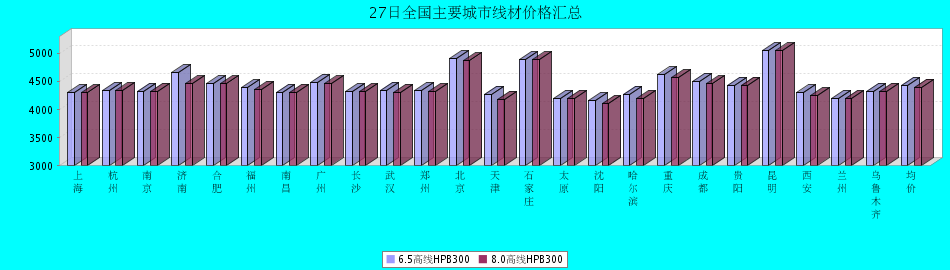 27日全国主要城市线材价格汇总
5000
4500
4000
3500
3000
上海
杭州
南京
济南
合肥
福州
南昌
广州
长沙
武汉
郑州
北京
天津
石家庄
太原
沈阳
哈尔滨
重庆
成都
贵阳
昆明
西安
兰州
乌鲁木齐
均价
6.5高线HPB300 8.0高线HPB300